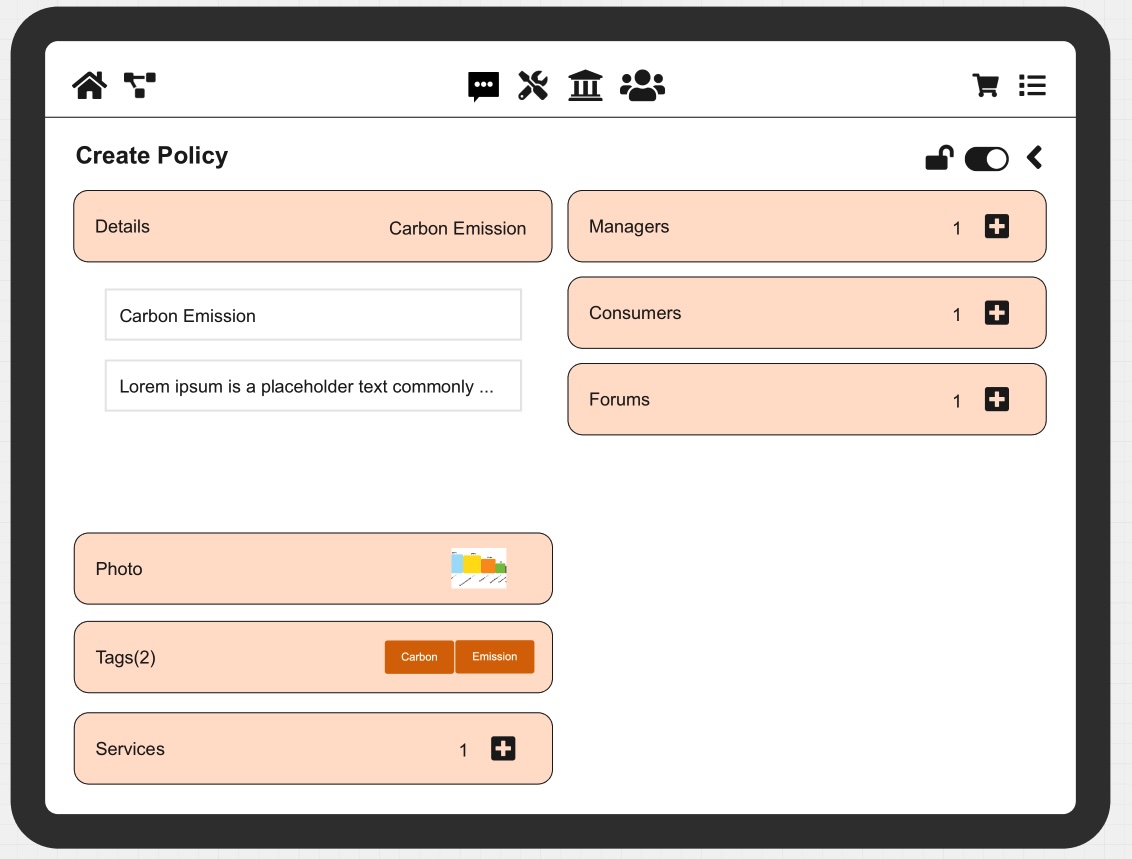 Create Policy
Details
Carbon Emission
Carbon Emission
Lorem ipsum is a placeholder text commonly ...
Photo
Tags(2)
Carbon
Emission
Services
1
Managers
1
Consumers
1
Forums
1